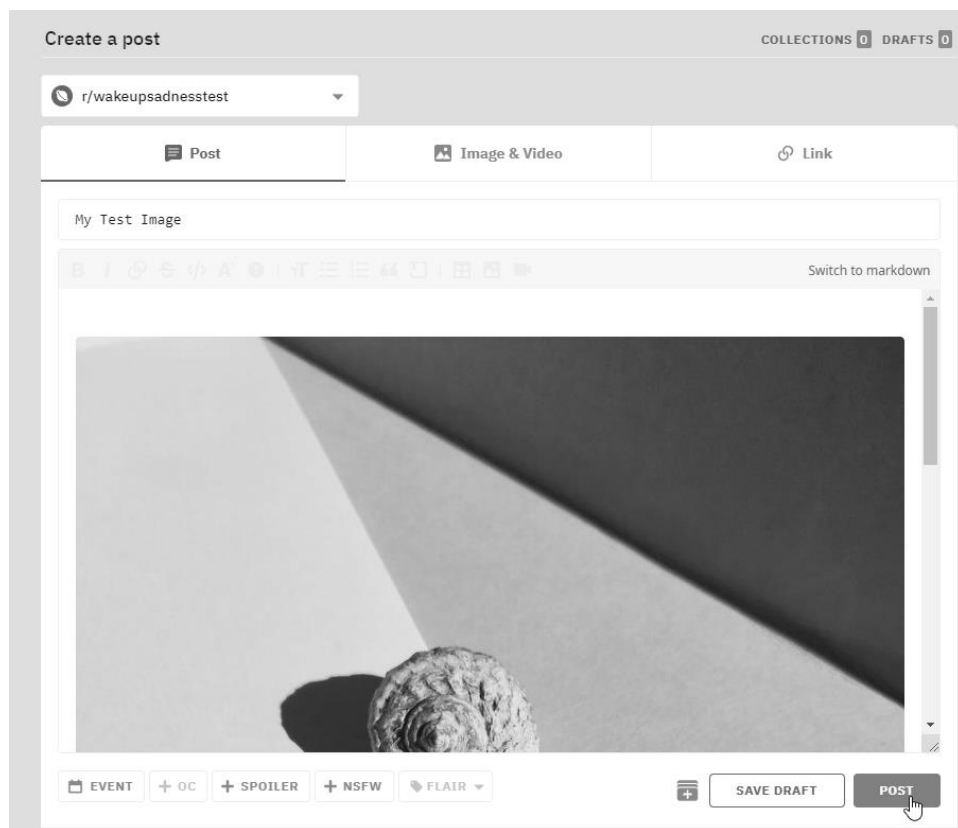 Create a post
COLLECTIONS 0 DRAFTS 0
r/wakeupsadnesstest
Post
Image & Video
Link
My Test Image
B I S </> A T
Switch to markdown
EVENT
+ OC
+ SPOILER
+ NSFW
FLAIR
SAVE DRAFT
POST